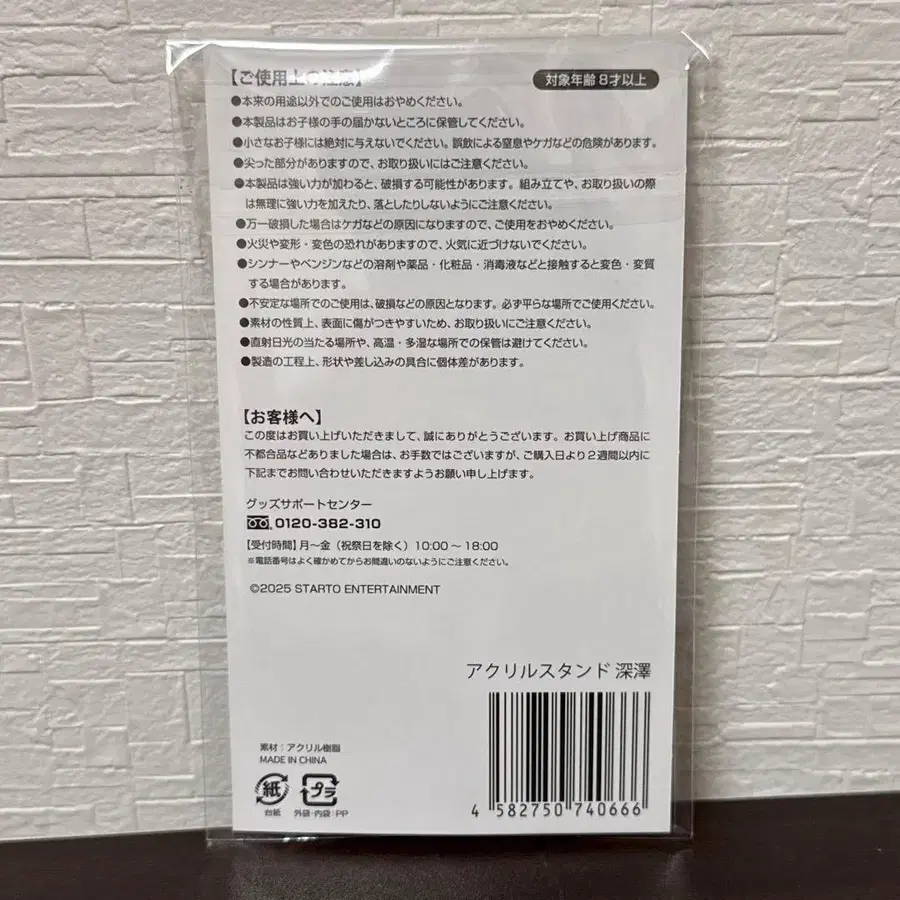 【ご使用上の注意】
対象年齢 8才以上
●本来の用途以外でのご使用はおやめください。
●本製品はお子様の手の届かないところに保管してください。
●小さなお子様には絶対に与えないでください。誤飲による窒息やケガなどの危険があります。
●尖った部分がありますので、お取り扱いにはご注意ください。
●本製品は強い力が加わると、破損する可能性があります。組み立てや、お取り扱いの際
は無理に強い力を加えたり、落としたりしないようにご注意ください。
●万一破損した場合はケガなどの原因になりますので、ご使用をおやめください。
●火災や変形・変色の恐れがありますので、火気に近づけないでください。
●シンナーやベンジンなどの溶剤や薬品・化粧品・消毒液などと接触すると変色・変質
する場合があります。
●不安定な場所でのご使用は、破損などの原因となります。必ず平らな場所でご使用ください。
●素材の性質上、表面に傷がつきやすいため、お取り扱いにご注意ください。
●直射日光の当たる場所や、高温・多湿な場所での保管は避けてください。
●製造の工程上、形状や差し込みの具合に個体差があります。
【お客様へ】
この度はお買い上げいただきまして、誠にありがとうございます。お買い上げ商品に
不都合品などありました場合は、お手数ではございますが、ご購入日より2週間以内に
下記までお問い合わせいただきますようお願い申し上げます。
グッズサポートセンター
0120-382-310
【受付時間】月〜金（祝祭日を除く）10:00〜18:00
※電話番号はよく確かめてからお間違いのないようにご注意ください。
©2025 STARTO ENTERTAINMENT
アクリルスタンド 深澤
素材：アクリル樹脂
MADE IN CHINA
紙 プラ
台紙 外袋・内袋：PP
4 582750 740666